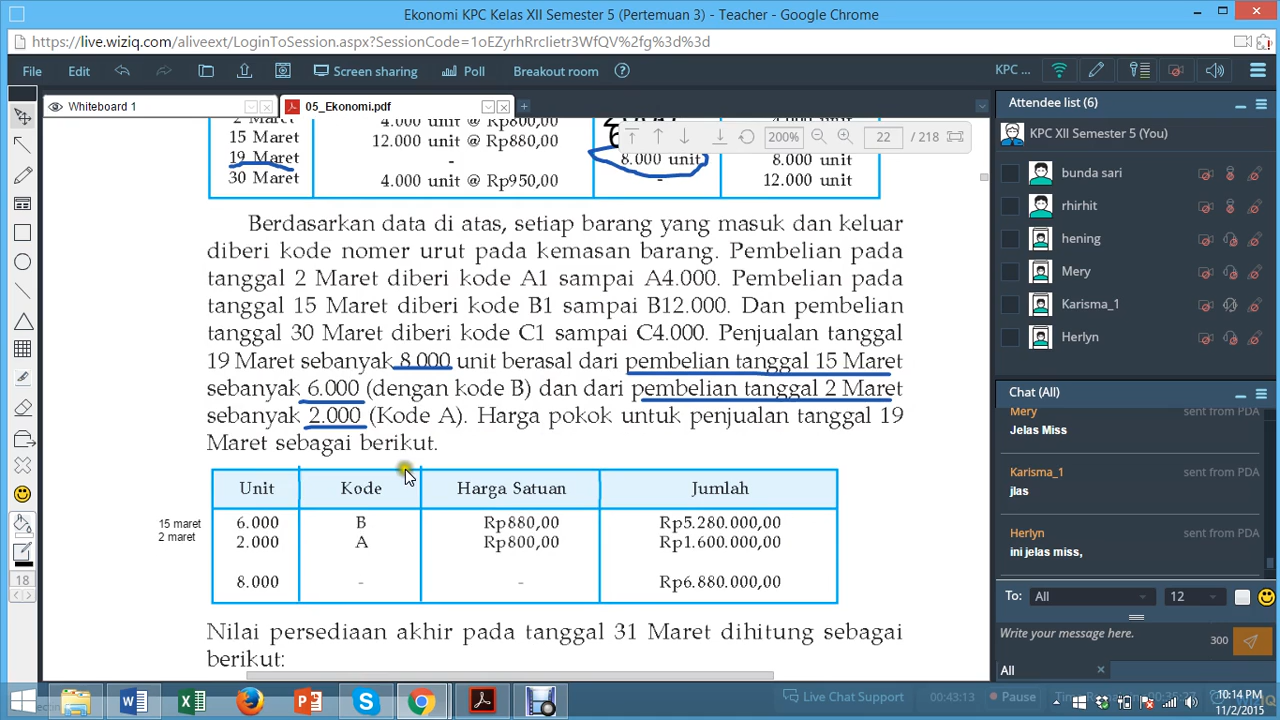 Ekonomi KPC Kelas XII Semester 5 (Pertemuan 3) - Teacher - Google Chrome
https://live.wiziq.com/aliveext/LoginToSession.aspx?SessionCode=1oEZyrhRrcIietr3WfQV%2fg%3d%3d
File Edit Screen sharing Poll Breakout room KPC ...
Whiteboard 1 05_Ekonomi.pdf
200% 22 / 218
2 Maret 4.000 unit @ Rp800,00
15 Maret 12.000 unit @ Rp880,00
19 Maret - 8.000 unit 8.000 unit
30 Maret 4.000 unit @ Rp950,00 - 12.000 unit
Berdasarkan data di atas, setiap barang yang masuk dan keluar
diberi kode nomer urut pada kemasan barang. Pembelian pada
tanggal 2 Maret diberi kode A1 sampai A4.000. Pembelian pada
tanggal 15 Maret diberi kode B1 sampai B12.000. Dan pembelian
tanggal 30 Maret diberi kode C1 sampai C4.000. Penjualan tanggal
19 Maret sebanyak 8.000 unit berasal dari pembelian tanggal 15 Maret
sebanyak 6.000 (dengan kode B) dan dari pembelian tanggal 2 Maret
sebanyak 2.000 (Kode A). Harga pokok untuk penjualan tanggal 19
Maret sebagai berikut.
Unit Kode Harga Satuan Jumlah
15 maret 6.000 B Rp880,00 Rp5.280.000,00
2 maret 2.000 A Rp800,00 Rp1.600.000,00
8.000 - - Rp6.880.000,00
Nilai persediaan akhir pada tanggal 31 Maret dihitung sebagai
berikut:
18
Attendee list (6)
KPC XII Semester 5 (You)
bunda sari
rhirhit
hening
Mery
Karisma_1
Herlyn
Chat (All)
Mery sent from PDA
Jelas Miss
Karisma_1 sent from PDA
jlas
Herlyn sent from PDA
ini jelas miss,
To: All 12
Write your message here. 300
All
Live Chat Support 00:43:13 Pause
10:14 PM
11/2/2015